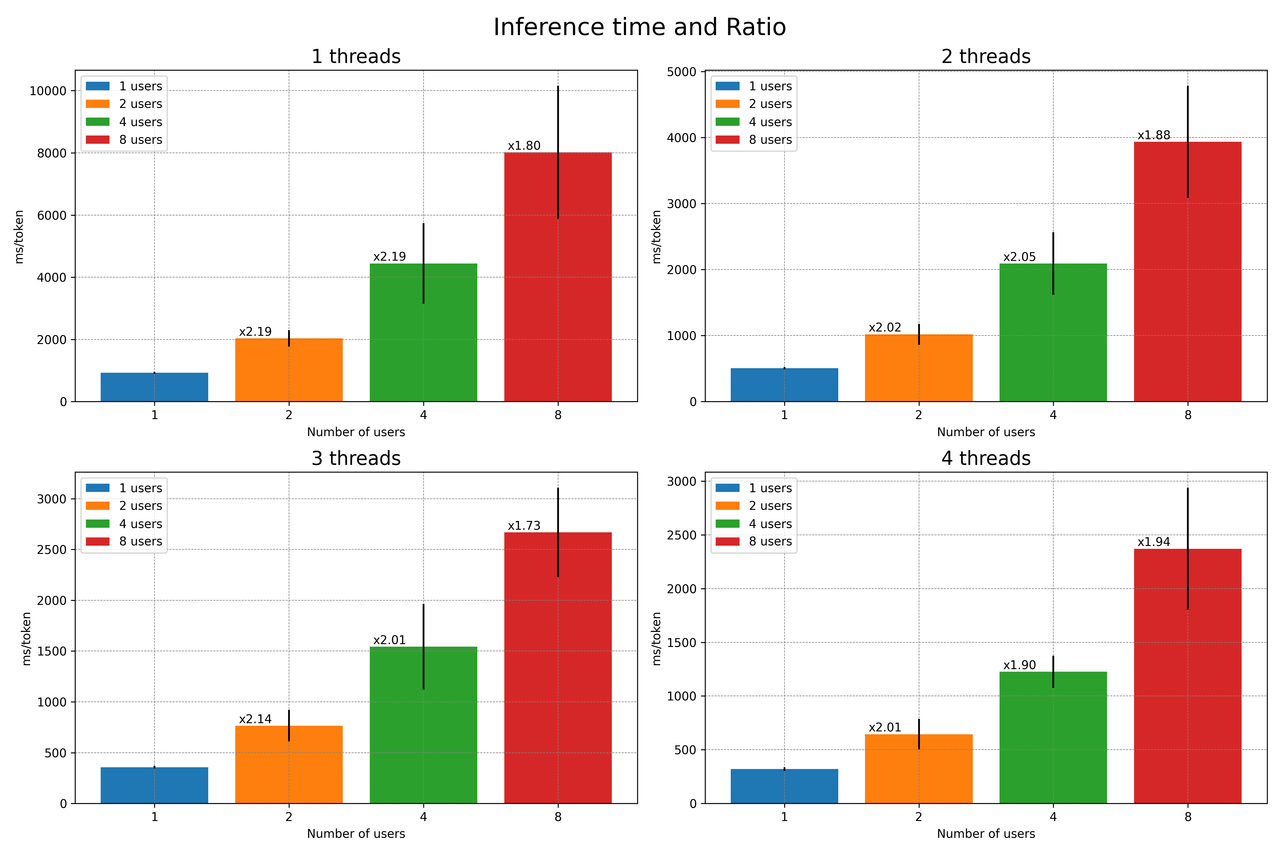 Inference time and Ratio
1 threads
1 users
2 users
4 users
8 users
ms/token
10000
8000
6000
4000
2000
0
x2.19
x2.19
x1.80
1 2 4 8
Number of users
2 threads
1 users
2 users
4 users
8 users
ms/token
5000
4000
3000
2000
1000
0
x2.02
x2.05
x1.88
1 2 4 8
Number of users
3 threads
1 users
2 users
4 users
8 users
ms/token
3000
2500
2000
1500
1000
500
0
x2.14
x2.01
x1.73
1 2 4 8
Number of users
4 threads
1 users
2 users
4 users
8 users
ms/token
3000
2500
2000
1500
1000
500
0
x2.01
x1.90
x1.94
1 2 4 8
Number of users